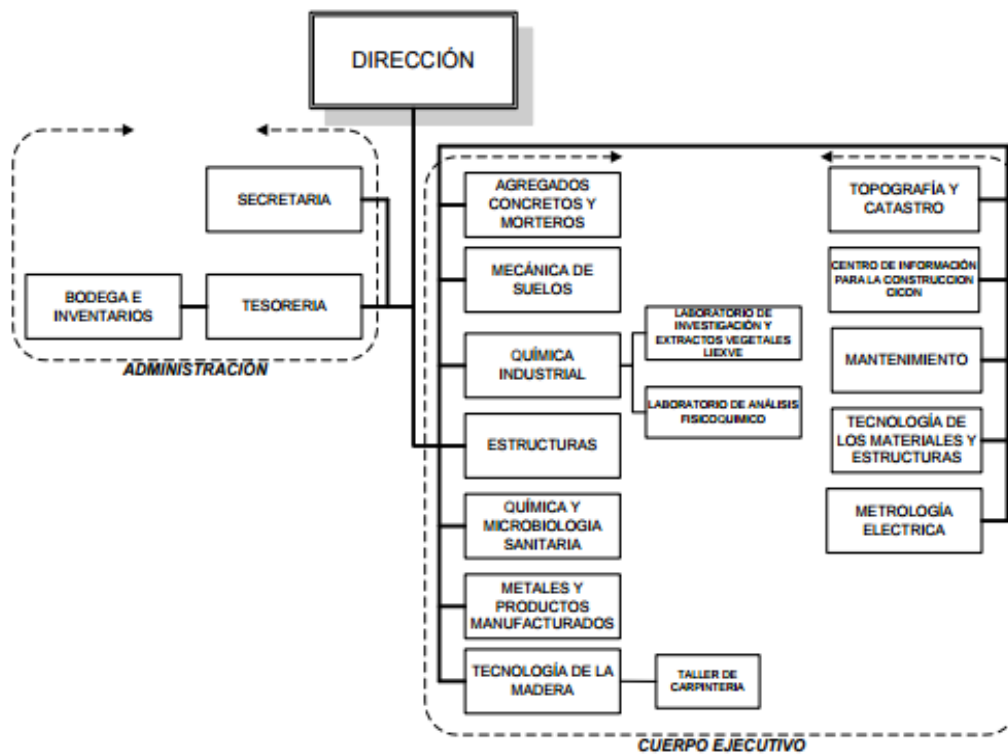 DIRECCIÓN
SECRETARIA
BODEGA E
INVENTARIOS
TESORERIA
ADMINISTRACIÓN
AGREGADOS
CONCRETOS Y
MORTEROS
MECÁNICA DE
SUELOS
QUÍMICA
INDUSTRIAL
LABORATORIO DE
INVESTIGACIÓN Y
EXTRACTOS VEGETALES
LIEXVE
LABORATORIO DE ANÁLISIS
FISICOQUIMICO
ESTRUCTURAS
QUÍMICA Y
MICROBIOLOGIA
SANITARIA
METALES Y
PRODUCTOS
MANUFACTURADOS
TECNOLOGÍA DE LA
MADERA
TALLER DE
CARPINTERIA
TOPOGRAFÍA Y
CATASTRO
CENTRO DE INFORMACIÓN
PARA LA CONSTRUCCION
CICON
MANTENIMIENTO
TECNOLOGÍA DE
LOS MATERIALES Y
ESTRUCTURAS
METROLOGÍA
ELECTRICA
CUERPO EJECUTIVO